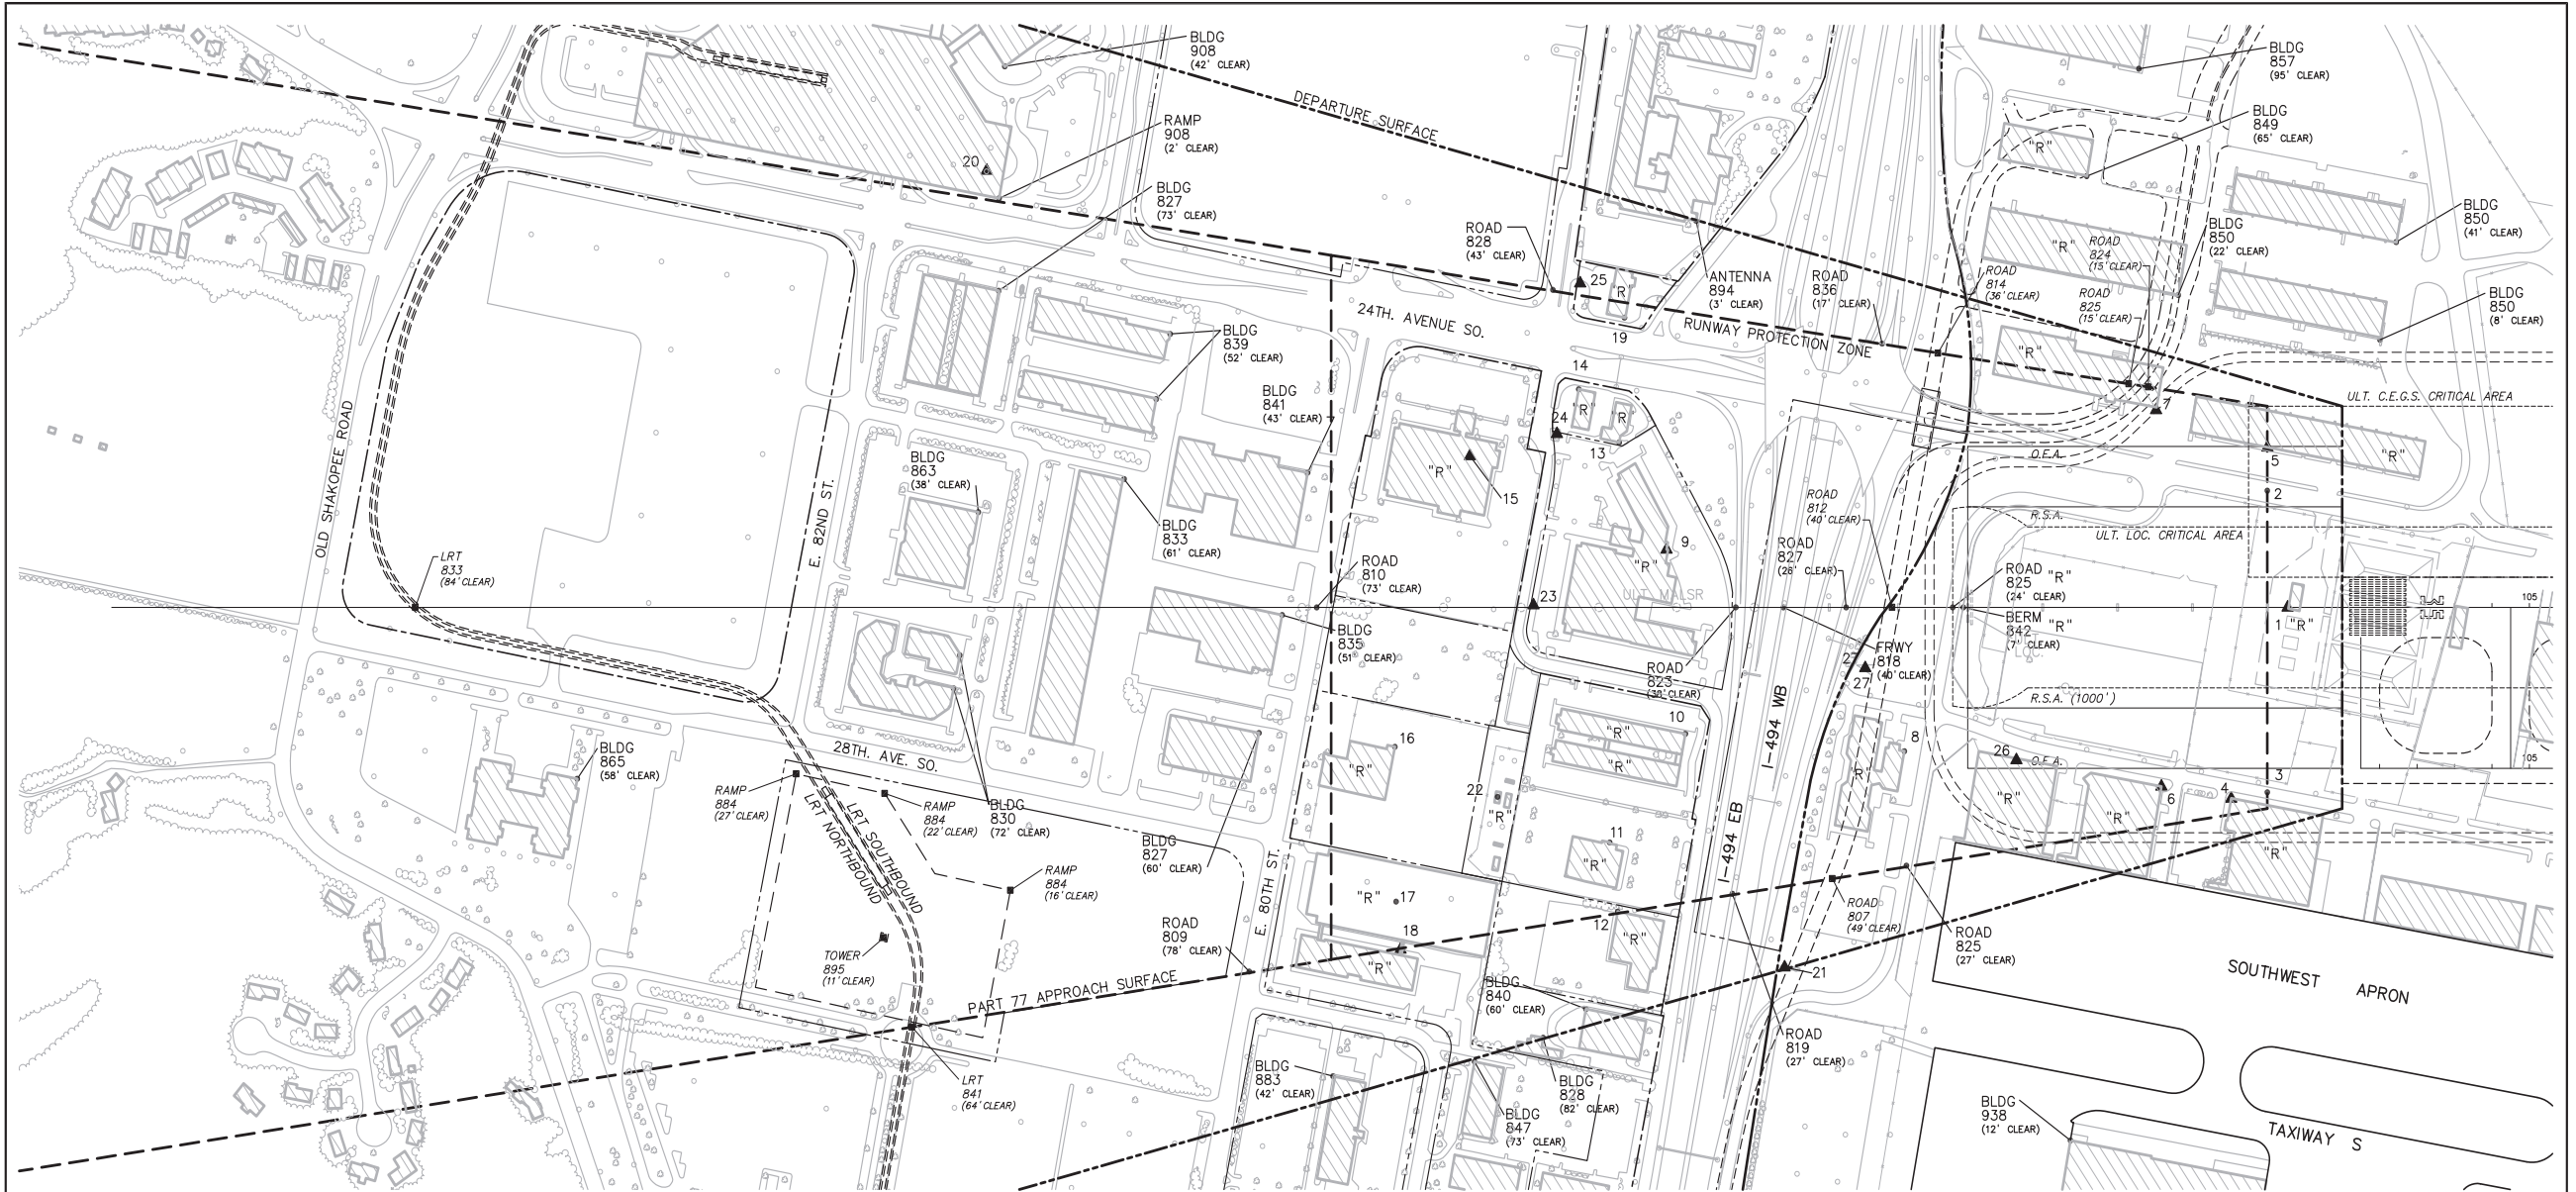 BLDG
908
(42' CLEAR)
RAMP
908
(2' CLEAR)
20
BLDG
827
(73' CLEAR)
DEPARTURE SURFACE
ROAD
828
(43' CLEAR)
25
"R"
19
ANTENNA
894
(3' CLEAR)
ROAD
836
(17' CLEAR)
RUNWAY PROTECTION ZONE
BLDG
857
(95' CLEAR)
BLDG
849
(65' CLEAR)
"R"
BLDG
850
(41' CLEAR)
BLDG
850
(22' CLEAR)
"R"
ROAD
824
(15' CLEAR)
ROAD
814
(36' CLEAR)
ROAD
825
(15' CLEAR)
BLDG
850
(8' CLEAR)
"R"
7
ULT. C.E.G.S. CRITICAL AREA
24TH. AVENUE SO.
BLDG
839
(52' CLEAR)
BLDG
841
(43' CLEAR)
14
"R"
"R"
24
13
"R"
15
O.F.A.
5
"R"
2
R.S.A.
ULT. LOC. CRITICAL AREA
OLD SHAKOPEE ROAD
E. 82ND ST.
BLDG
863
(38' CLEAR)
BLDG
833
(61' CLEAR)
ROAD
812
(40' CLEAR)
ROAD
827
(26' CLEAR)
9
"R"
ULT. MALSR
LRT
833
(84' CLEAR)
ROAD
810
(73' CLEAR)
23
ROAD
825 "R"
(24' CLEAR)
BERM
842 "R"
(7' CLEAR)
LOC.
1 "R"
105
BLDG
835
(51' CLEAR)
ROAD
823
(38' CLEAR)
FRWY
818
(40' CLEAR)
27
27
R.S.A. (1000')
I-494 WB
10
"R"
"R"
16
"R"
8
"R"
26
O.F.A.
"R"
3
105
28TH. AVE. SO.
BLDG
865
(58' CLEAR)
RAMP
884
(27' CLEAR)
LRT SOUTHBOUND
LRT NORTHBOUND
RAMP
884
(22' CLEAR)
BLDG
830
(72' CLEAR)
BLDG
827
(60' CLEAR)
22
"R"
11
"R"
I-494 EB
6
"R"
4
"R"
RAMP
884
(16' CLEAR)
E. 80TH ST.
"R"
17
18
"R"
12
"R"
ROAD
809
(78' CLEAR)
ROAD
807
(49' CLEAR)
ROAD
825
(27' CLEAR)
TOWER
895
(11' CLEAR)
PART 77 APPROACH SURFACE
BLDG
840
(60' CLEAR)
21
SOUTHWEST APRON
ROAD
819
(27' CLEAR)
LRT
841
(64' CLEAR)
BLDG
883
(42' CLEAR)
BLDG
828
(82' CLEAR)
BLDG
847
(73' CLEAR)
BLDG
938
(12' CLEAR)
TAXIWAY S